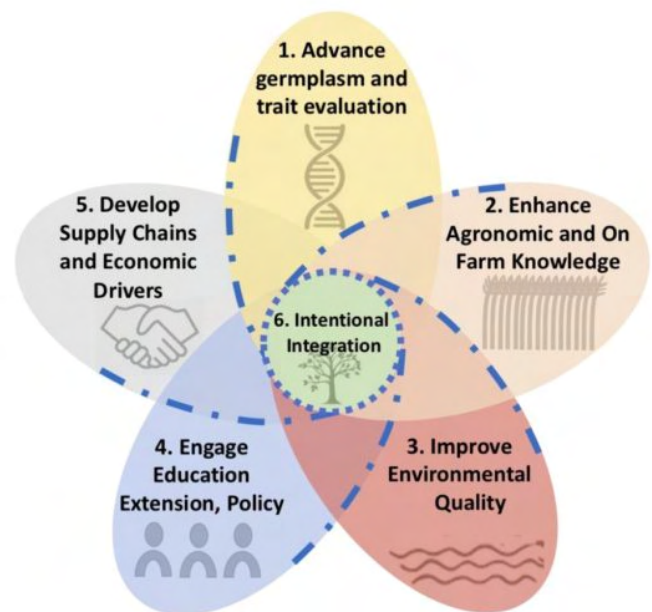 1. Advance
germplasm and
trait evaluation
2. Enhance
Agronomic and On
Farm Knowledge
3. Improve
Environmental
Quality
4. Engage
Education
Extension, Policy
5. Develop
Supply Chains
and Economic
Drivers
6. Intentional
Integration